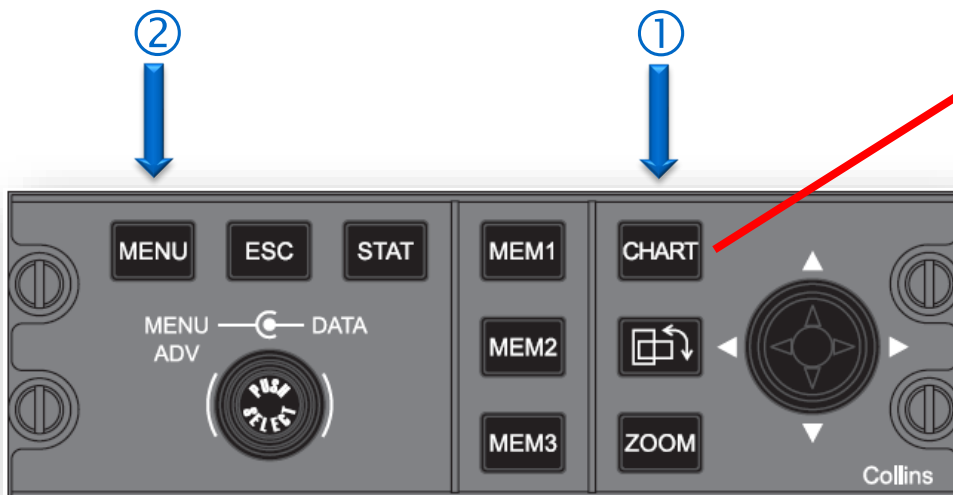 ② ①
MENU ESC STAT MEM1 CHART
MENU DATA
ADV
MEM2
PUSH
SELECT
MEM3 ZOOM
Collins